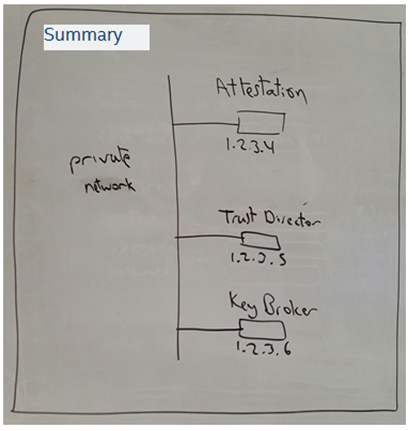 Summary
Attestation
1.2.3.4
private
network
Trust Director
1.2.3.5
Key Broker
1.2.3.6